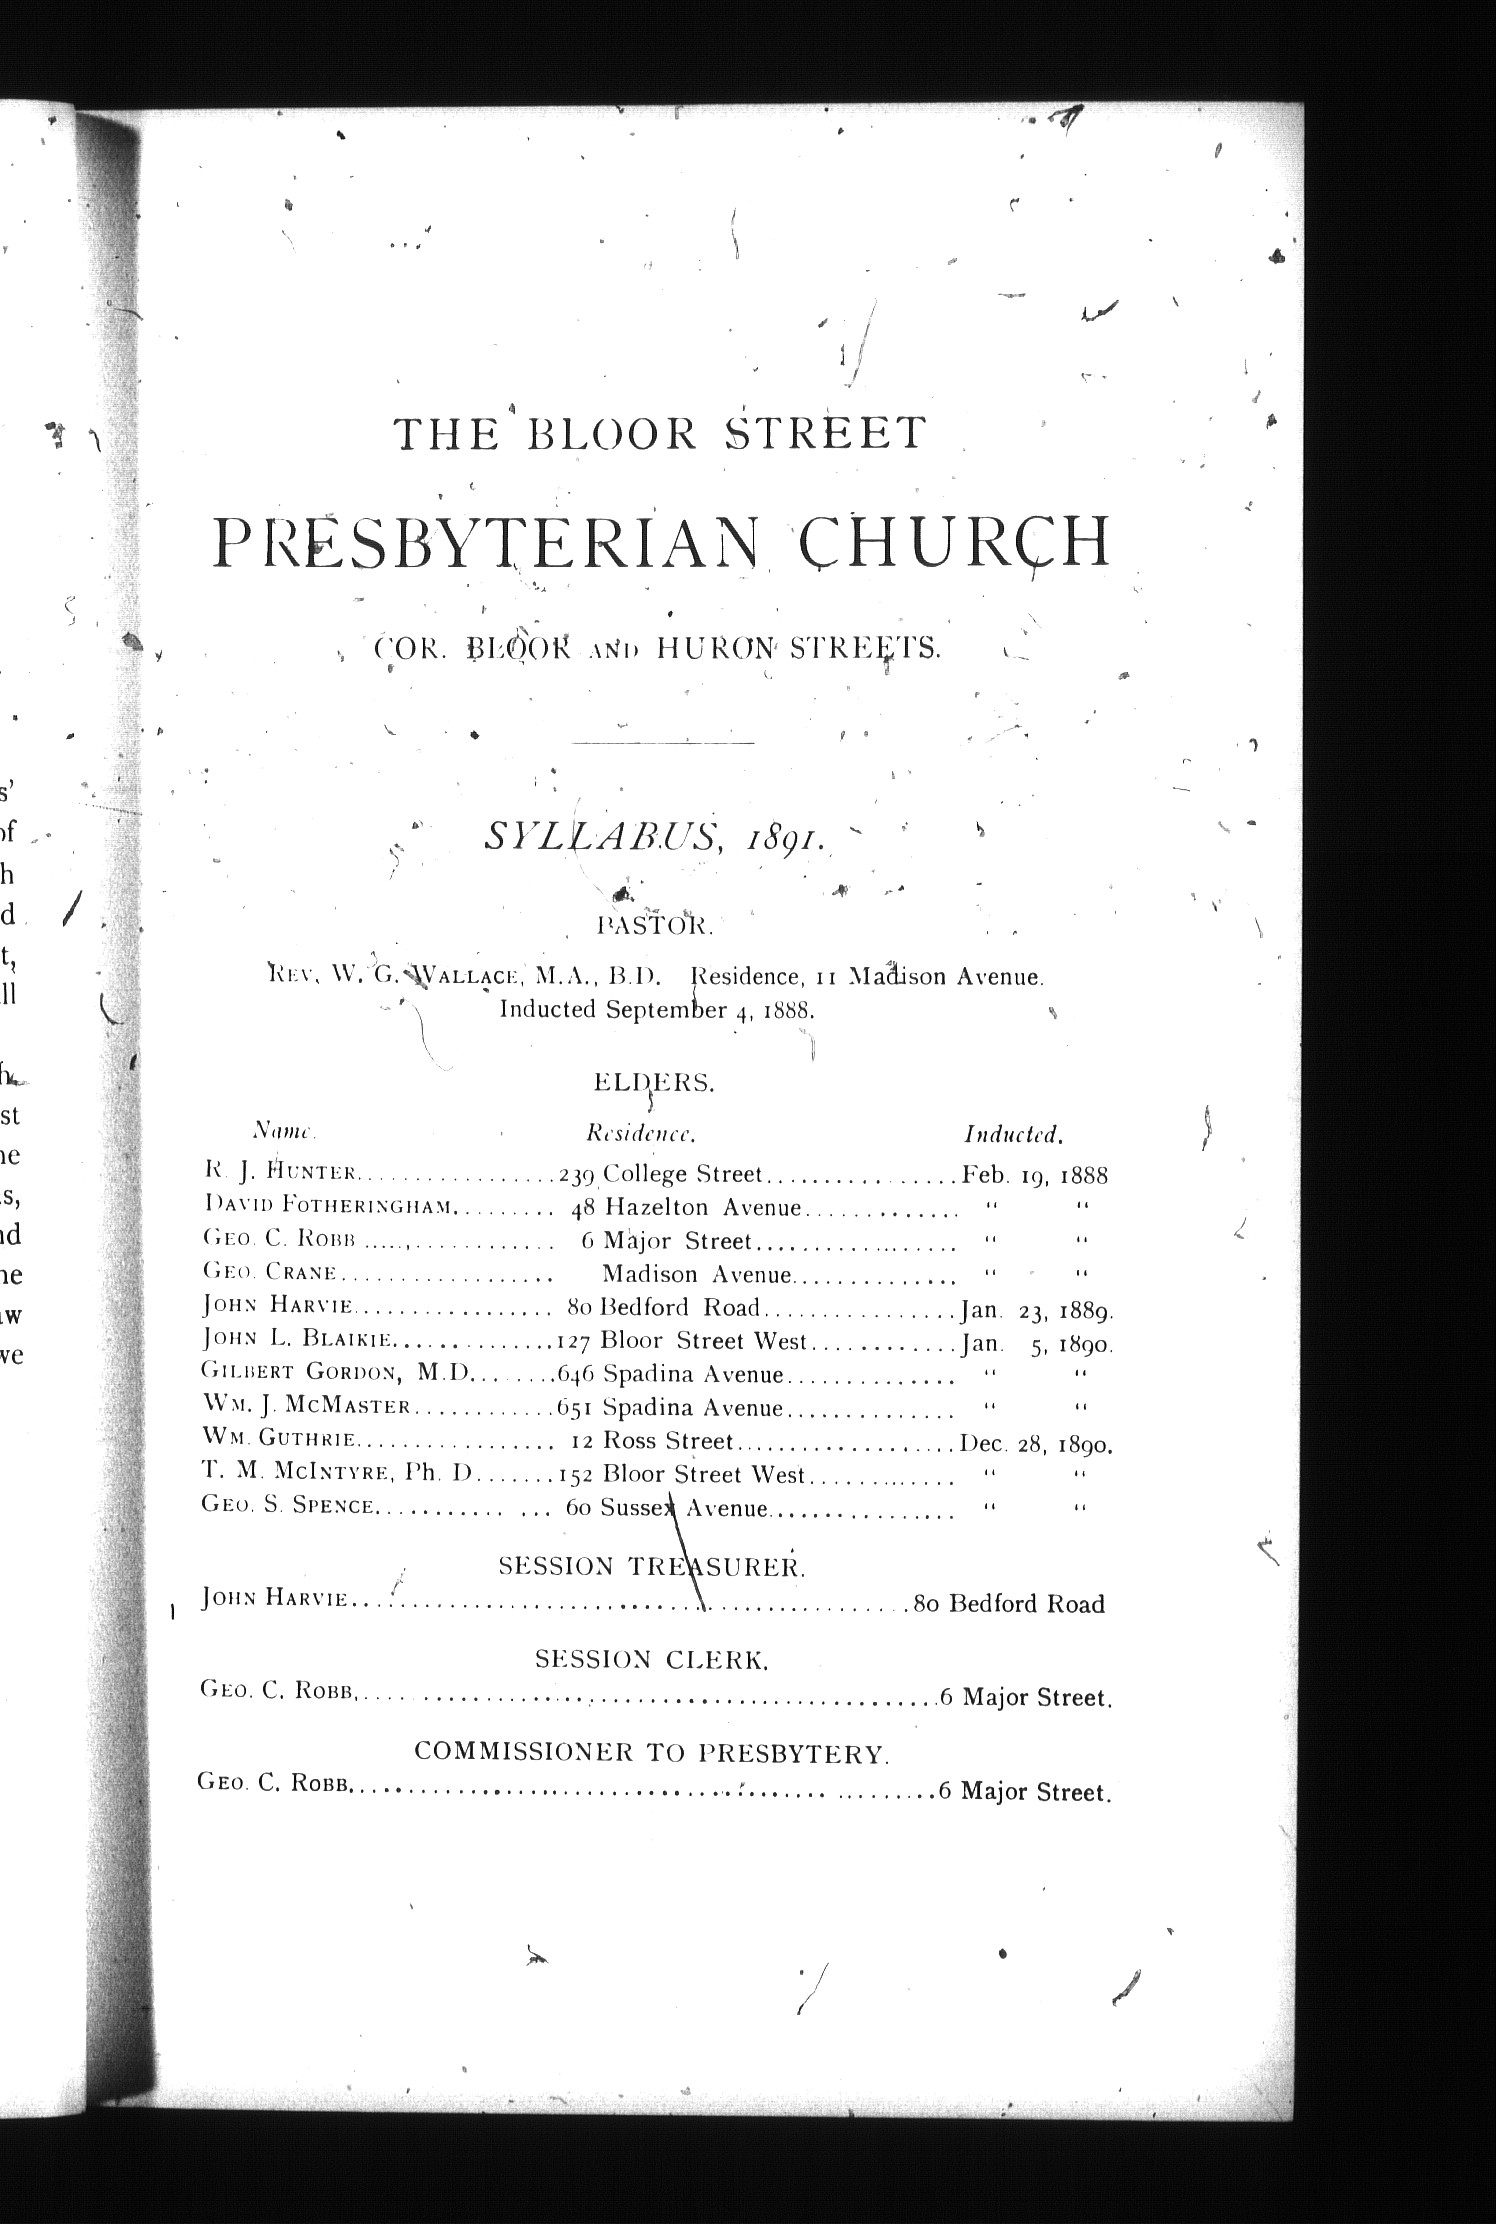 THE BLOOR STREET
PRESBYTERIAN CHURCH
COR. BLOOR AND HURON STREETS.
SYLLABUS, 1891.
PASTOR.
REV. W. G. WALLACE, M.A., B.D. Residence, 11 Madison Avenue.
Inducted September 4, 1888.
ELDERS.
Name. Residence. Inducted.
R. J. HUNTER..................239 College Street..................Feb. 19, 1888
DAVID FOTHERINGHAM......... 48 Hazelton Avenue.............. " "
GEO. C. ROBB .................. 6 Major Street.................. " "
GEO. CRANE.................. Madison Avenue............... " "
JOHN HARVIE.................. 80 Bedford Road..................Jan. 23, 1889.
JOHN L. BLAIKIE...............127 Bloor Street West.............Jan. 5, 1890.
GILBERT GORDON, M.D........646 Spadina Avenue............... " "
WM. J. MCMASTER............651 Spadina Avenue............... " "
WM. GUTHRIE.................. 12 Ross Street....................Dec. 28, 1890.
T. M. MCINTYRE, Ph. D.......152 Bloor Street West.............. " "
GEO. S. SPENCE............ ... 60 Sussex Avenue................ " "
SESSION TREASURER.
JOHN HARVIE..................................................80 Bedford Road
SESSION CLERK.
GEO. C. ROBB..................................................6 Major Street.
COMMISSIONER TO PRESBYTERY.
GEO. C. ROBB..................................................6 Major Street.